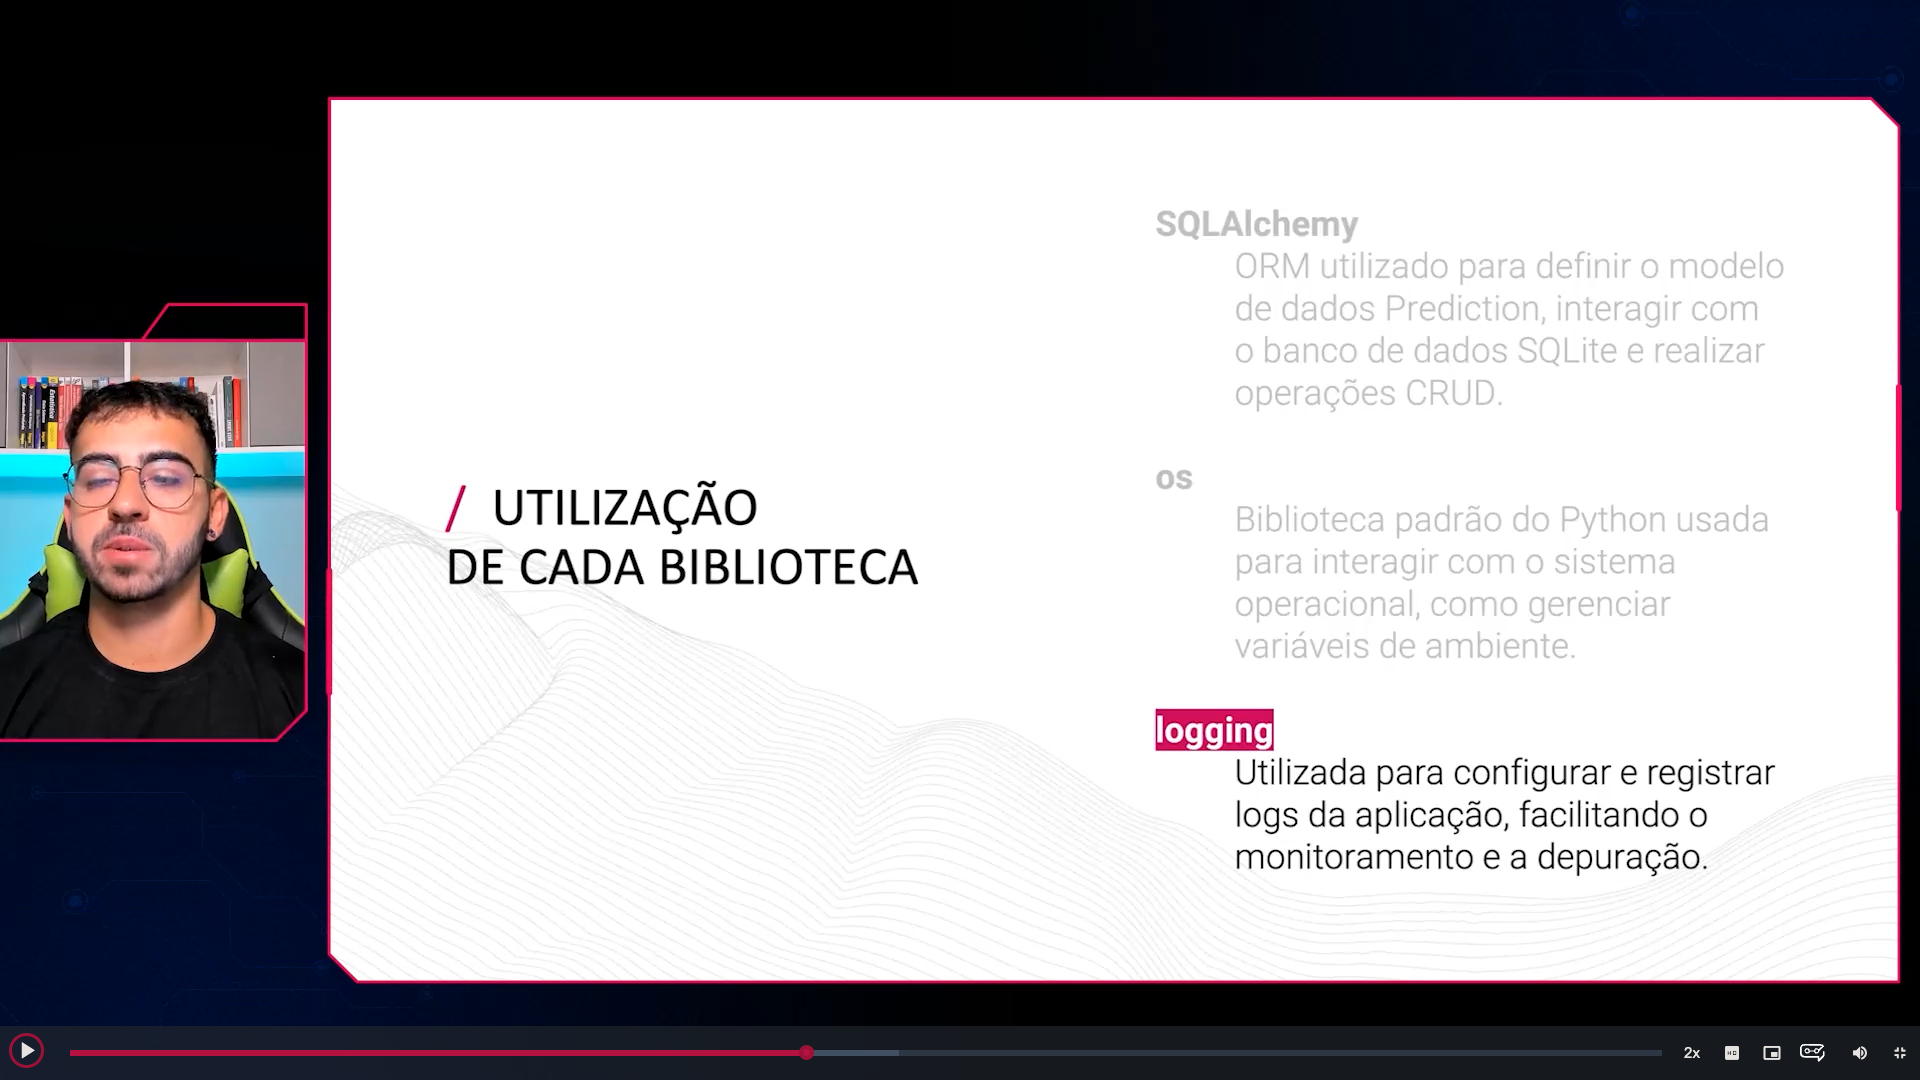 SQLAlchemy
ORM utilizado para definir o modelo
de dados Prediction, interagir com
o banco de dados SQLite e realizar
operações CRUD.
os
Biblioteca padrão do Python usada
para interagir com o sistema
operacional, como gerenciar
variáveis de ambiente.
/ UTILIZAÇÃO
DE CADA BIBLIOTECA
logging
Utilizada para configurar e registrar
logs da aplicação, facilitando o
monitoramento e a depuração.
2x
HD